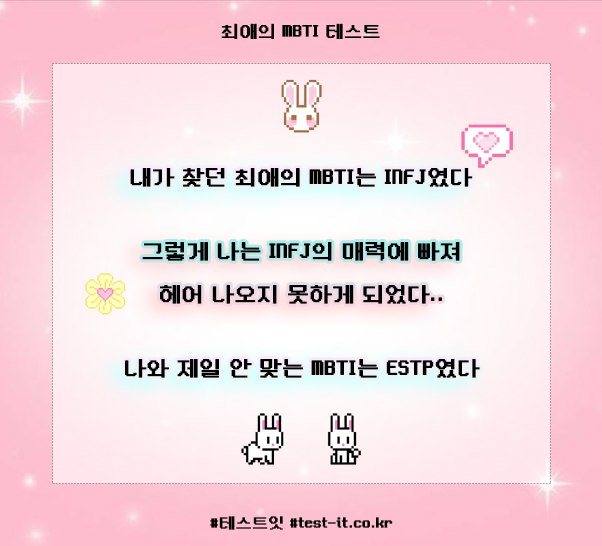 최애의 MBTI 테스트
내가 찾던 최애의 MBTI는 INFJ였다
그렇게 나는 INFJ의 매력에 빠져
헤어 나오지 못하게 되었다..
나와 제일 안 맞는 MBTI는 ESTP였다
#테스트잇 #test-it.co.kr